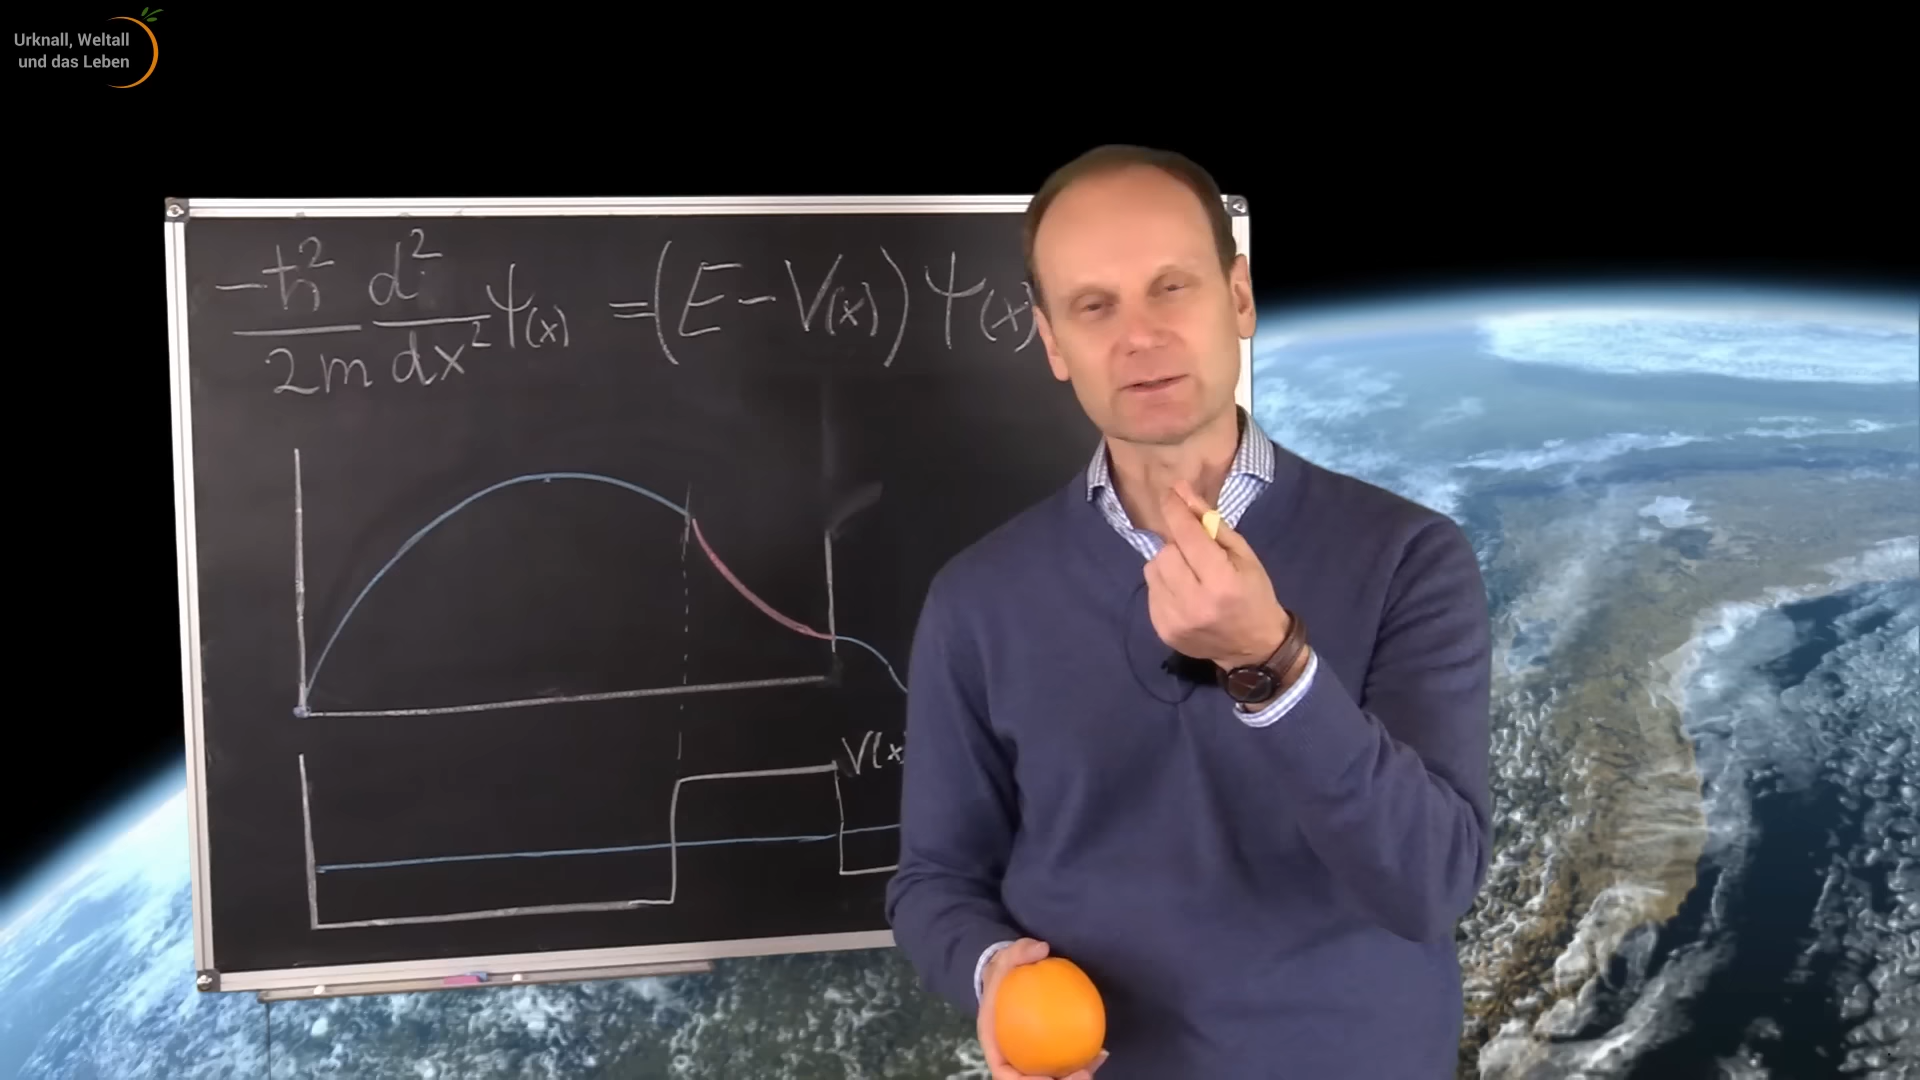 Urknall, Weltall
und das Leben
-ħ²/2m d²/dx² ψ(x) = (E - V(x)) Ψ(x)
V(x